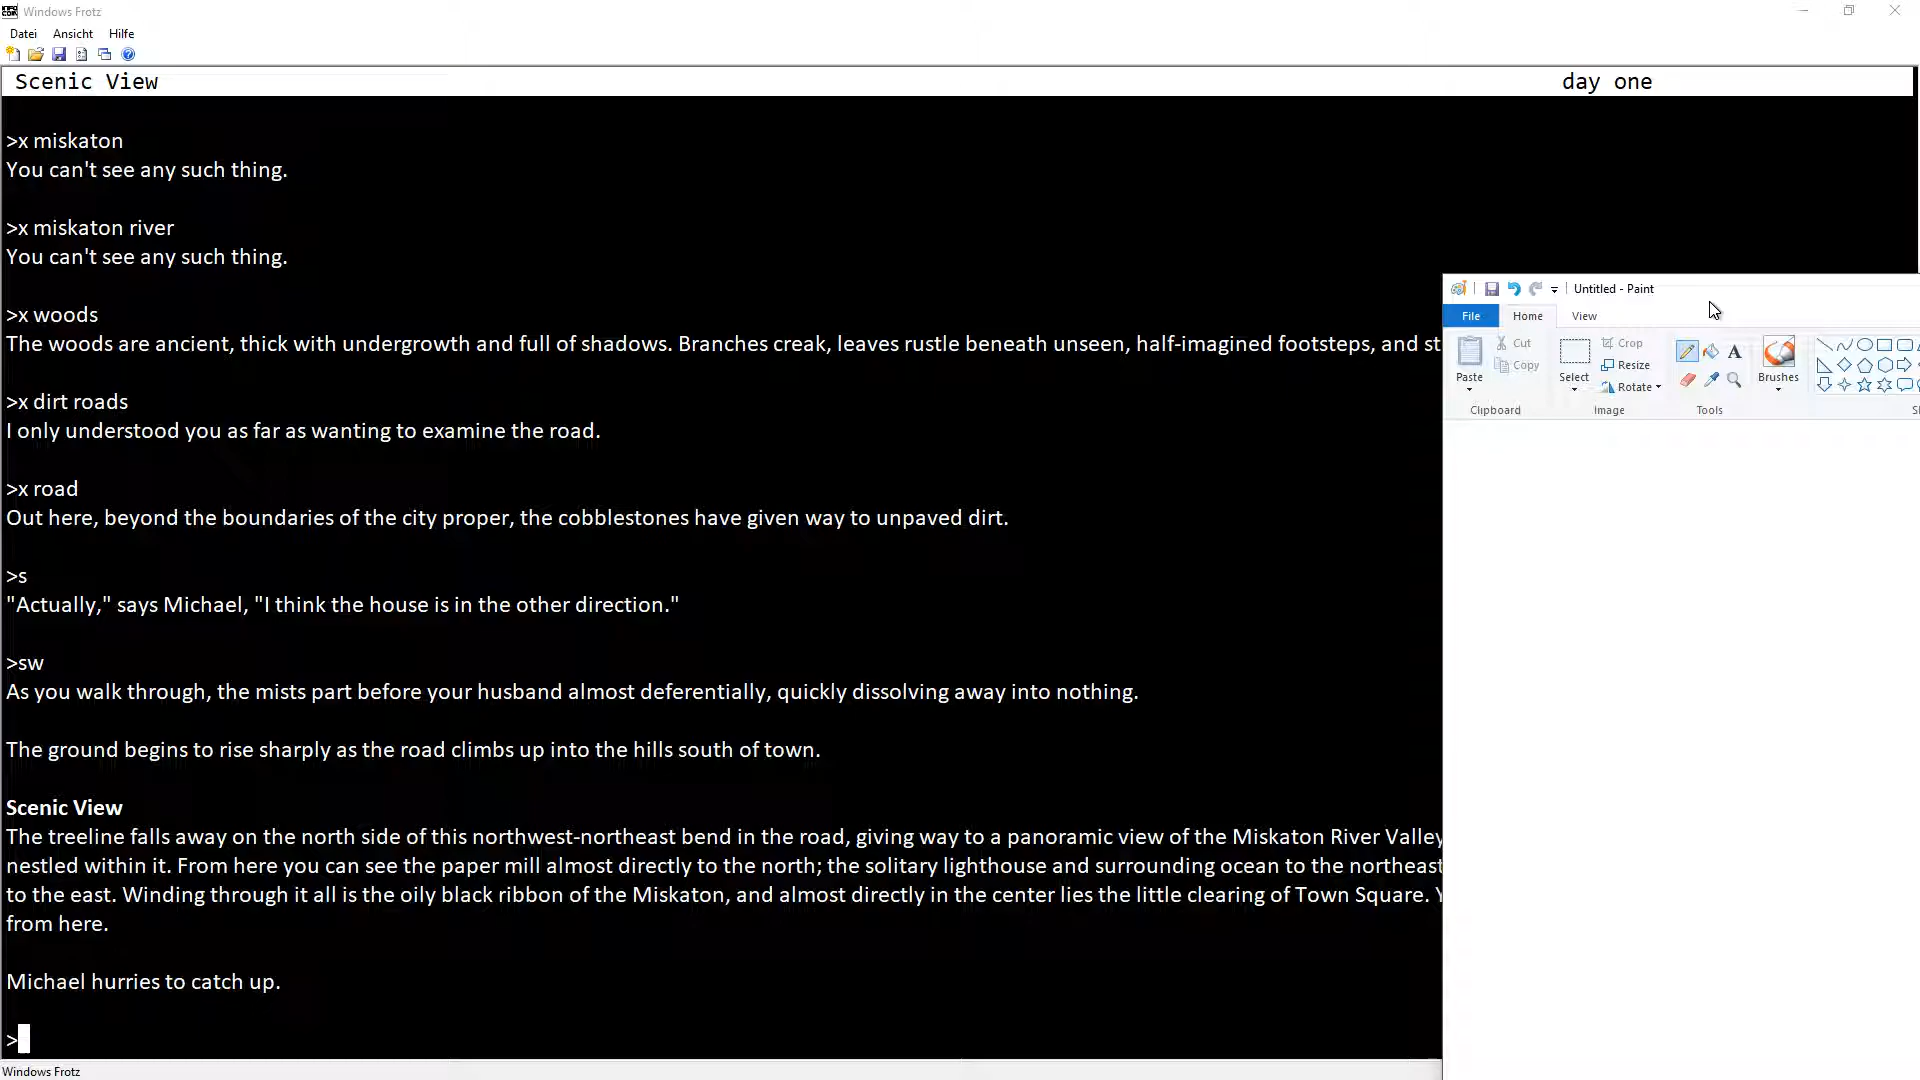 Windows Frotz
Datei Ansicht Hilfe
Scenic View day one
>x miskaton
You can't see any such thing.
>x miskaton river
You can't see any such thing.
>x woods
The woods are ancient, thick with undergrowth and full of shadows. Branches creak, leaves rustle beneath unseen, half-imagined footsteps, and st
>x dirt roads
I only understood you as far as wanting to examine the road.
>x road
Out here, beyond the boundaries of the city proper, the cobblestones have given way to unpaved dirt.
>s
"Actually," says Michael, "I think the house is in the other direction."
>sw
As you walk through, the mists part before your husband almost deferentially, quickly dissolving away into nothing.
The ground begins to rise sharply as the road climbs up into the hills south of town.
Scenic View
The treeline falls away on the north side of this northwest-northeast bend in the road, giving way to a panoramic view of the Miskaton River Valley
nestled within it. From here you can see the paper mill almost directly to the north; the solitary lighthouse and surrounding ocean to the northeast
to the east. Winding through it all is the oily black ribbon of the Miskaton, and almost directly in the center lies the little clearing of Town Square. Y
from here.
Michael hurries to catch up.
>
Windows Frotz
Untitled - Paint
File Home View
Paste
Cut
Copy
Clipboard
Select
Crop
Resize
Rotate
Image
A
Tools
Brushes